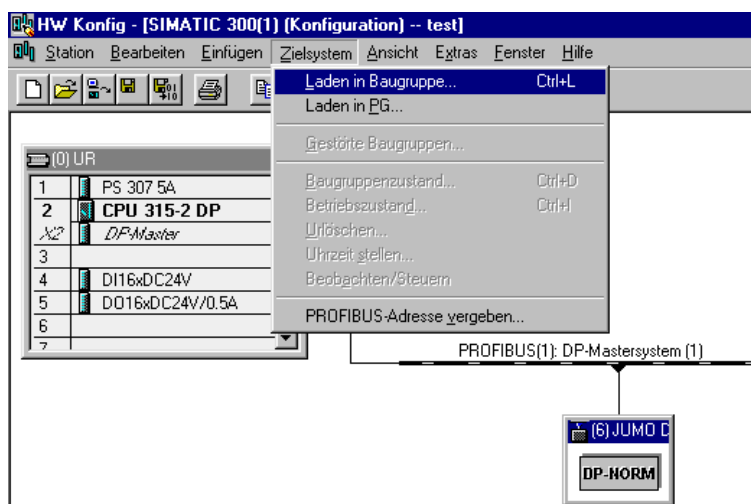 HW Konfig - [SIMATIC 300(1) (Konfiguration) -- test]
Station Bearbeiten Einfügen Zielsystem Ansicht Extras Fenster Hilfe
Laden in Baugruppe... Ctrl+L
Laden in PG...
Gestörte Baugruppen...
Baugruppenzustand... Ctrl+D
Betriebszustand... Ctrl+I
Urlöschen...
Uhrzeit stellen...
Beobachten/Steuern
PROFIBUS-Adresse vergeben...
(0) UR
1 PS 307 5A
2 CPU 315-2 DP
X2 DP-Master
3
4 DI16xDC24V
5 DO16xDC24V/0.5A
6
7
PROFIBUS(1): DP-Mastersystem (1)
(6) JUMO D
DP-NORM